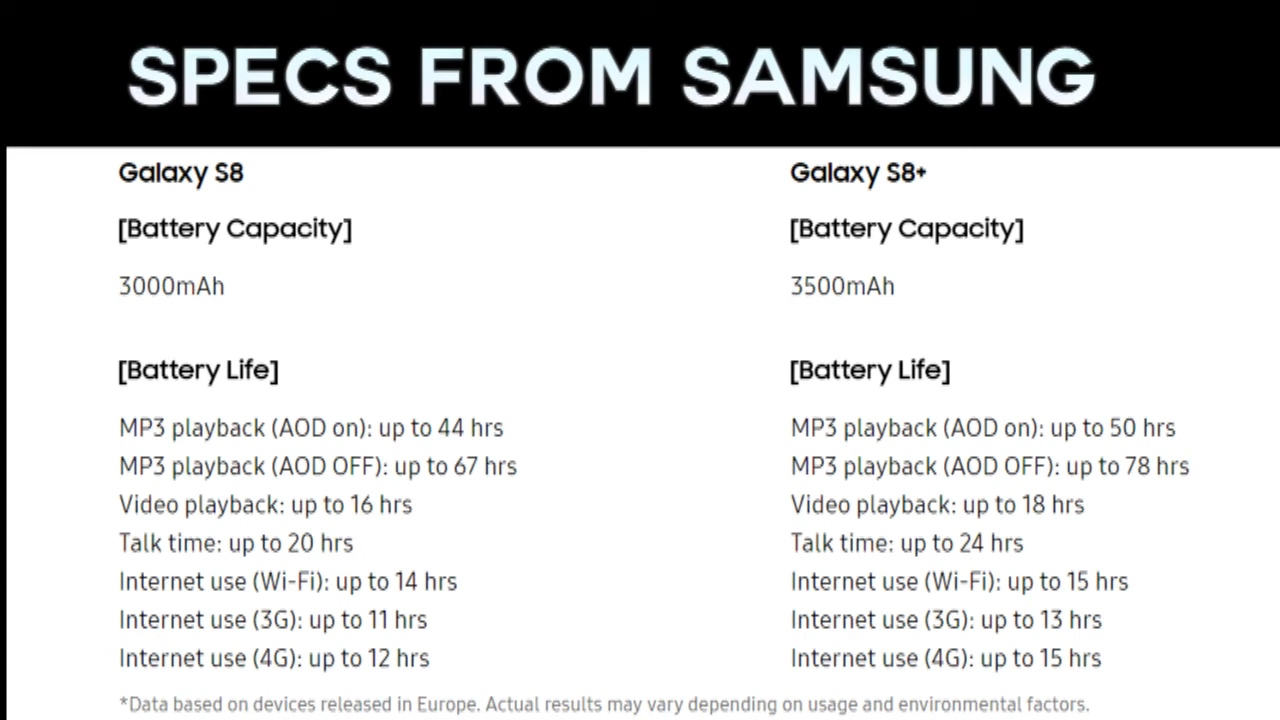 SPECS FROM SAMSUNG
Galaxy S8
[Battery Capacity]
3000mAh
[Battery Life]
MP3 playback (AOD on): up to 44 hrs
MP3 playback (AOD OFF): up to 67 hrs
Video playback: up to 16 hrs
Talk time: up to 20 hrs
Internet use (Wi-Fi): up to 14 hrs
Internet use (3G): up to 11 hrs
Internet use (4G): up to 12 hrs
Galaxy S8+
[Battery Capacity]
3500mAh
[Battery Life]
MP3 playback (AOD on): up to 50 hrs
MP3 playback (AOD OFF): up to 78 hrs
Video playback: up to 18 hrs
Talk time: up to 24 hrs
Internet use (Wi-Fi): up to 15 hrs
Internet use (3G): up to 13 hrs
Internet use (4G): up to 15 hrs
*Data based on devices released in Europe. Actual results may vary depending on usage and environmental factors.